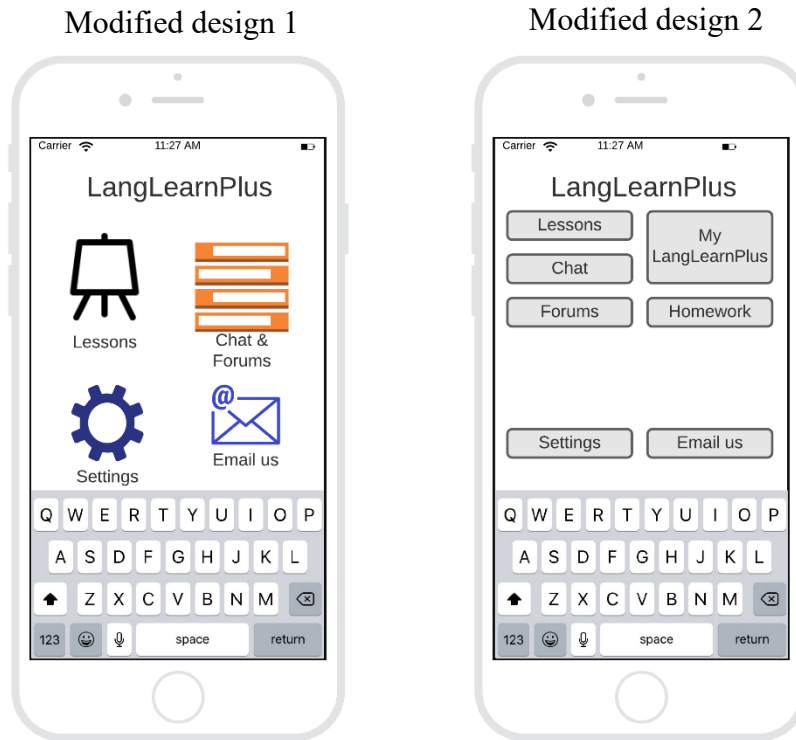 Modified design 1
Carrier 11:27 AM
LangLearnPlus
Lessons
Chat &
Forums
@
Settings
Email us
Q W E R T Y U I O P
A S D F G H J K L
Z X C V B N M
123 space return
Modified design 2
Carrier 11:27 AM
LangLearnPlus
Lessons
My
LangLearnPlus
Chat
Forums
Homework
Settings
Email us
Q W E R T Y U I O P
A S D F G H J K L
Z X C V B N M
123 space return